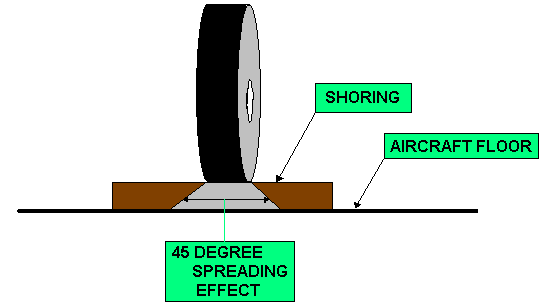 SHORING
AIRCRAFT FLOOR
45 DEGREE
SPREADING
EFFECT